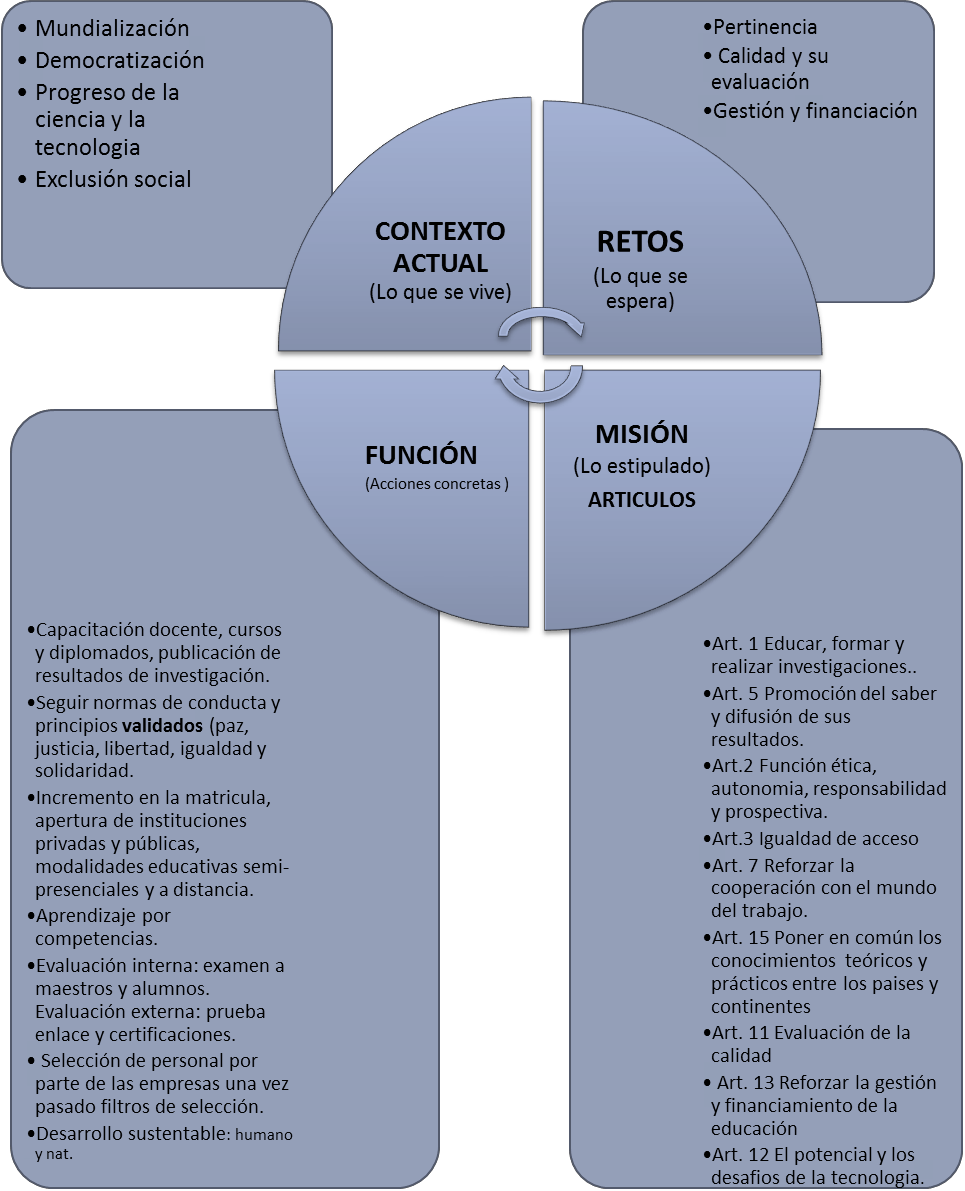 • Mundialización
• Democratización
• Progreso de la
ciencia y la
tecnologia
• Exclusión social
•Pertinencia
• Calidad y su
evaluación
•Gestión y financiación
CONTEXTO
ACTUAL
(Lo que se vive)
RETOS
(Lo que se
espera)
FUNCIÓN
(Acciones concretas )
MISIÓN
(Lo estipulado)
ARTICULOS
•Capacitación docente, cursos
y diplomados, publicación de
resultados de investigación.
•Seguir normas de conducta y
principios validados (paz,
justicia, libertad, igualdad y
solidaridad.
•Incremento en la matricula,
apertura de instituciones
privadas y públicas,
modalidades educativas semi-
presenciales y a distancia.
•Aprendizaje por
competencias.
•Evaluación interna: examen a
maestros y alumnos.
Evaluación externa: prueba
enlace y certificaciones.
• Selección de personal por
parte de las empresas una vez
pasado filtros de selección.
•Desarrollo sustentable: humano
y nat.
•Art. 1 Educar, formar y
realizar investigaciones..
•Art. 5 Promoción del saber
y difusión de sus
resultados.
•Art.2 Función ética,
autonomia, responsabilidad
y prospectiva.
•Art.3 Igualdad de acceso
•Art. 7 Reforzar la
cooperación con el mundo
del trabajo.
•Art. 15 Poner en común los
conocimientos teóricos y
prácticos entre los paises y
continentes
•Art. 11 Evaluación de la
calidad
• Art. 13 Reforzar la gestión
y financiamiento de la
educación
•Art. 12 El potencial y los
desafios de la tecnologia.